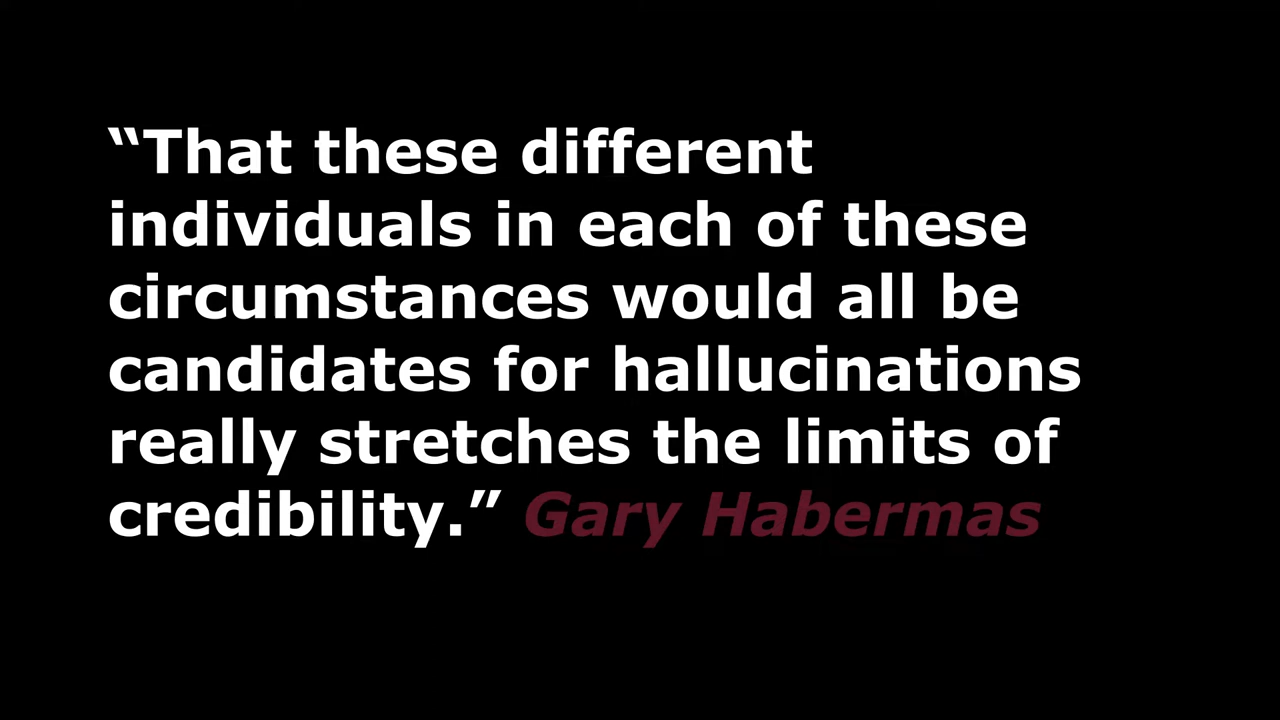 “That these different
individuals in each of these
circumstances would all be
candidates for hallucinations
really stretches the limits of
credibility.” Gary Habermas